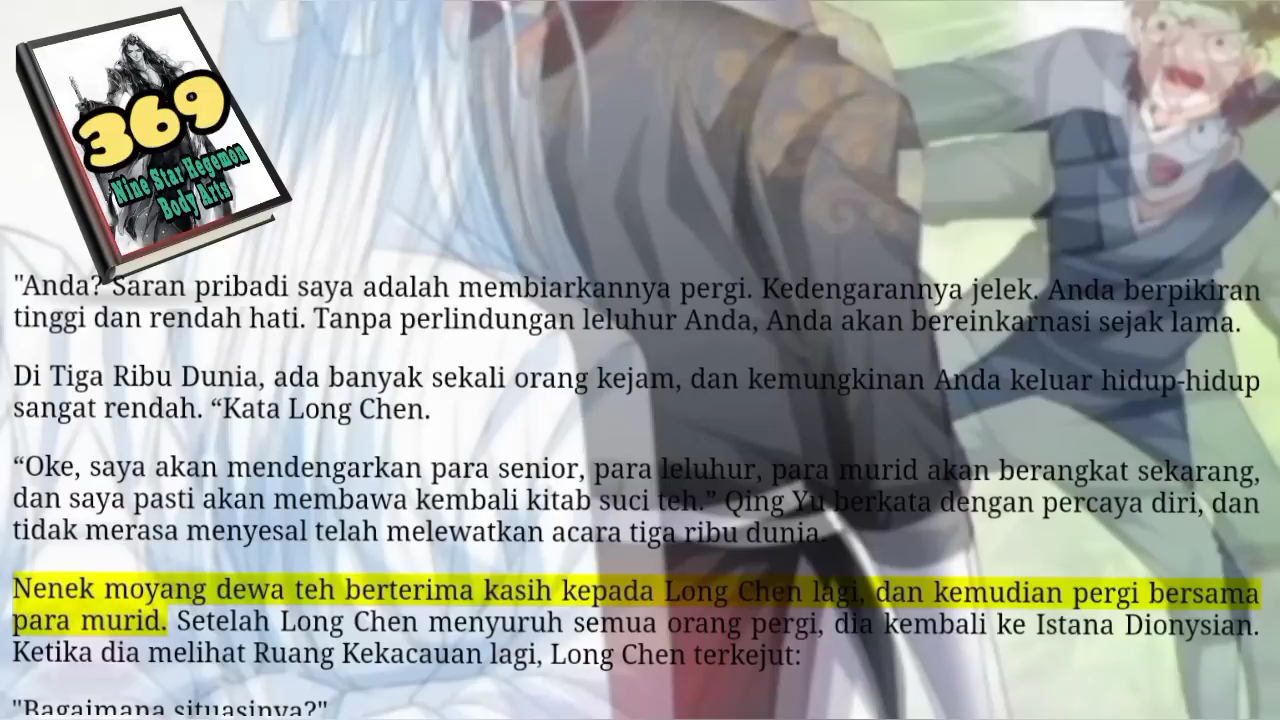 369
Nine Star Hegemon
Body Arts
"Anda? Saran pribadi saya adalah membiarkannya pergi. Kedengarannya jelek. Anda berpikiran
tinggi dan rendah hati. Tanpa perlindungan leluhur Anda, Anda akan bereinkarnasi sejak lama.
Di Tiga Ribu Dunia, ada banyak sekali orang kejam, dan kemungkinan Anda keluar hidup-hidup
sangat rendah. “Kata Long Chen.
“Oke, saya akan mendengarkan para senior, para leluhur, para murid akan berangkat sekarang,
dan saya pasti akan membawa kembali kitab suci teh.” Qing Yu berkata dengan percaya diri, dan
tidak merasa menyesal telah melewatkan acara tiga ribu dunia.
Nenek moyang dewa teh berterima kasih kepada Long Chen lagi, dan kemudian pergi bersama
para murid. Setelah Long Chen menyuruh semua orang pergi, dia kembali ke Istana Dionysian.
Ketika dia melihat Ruang Kekacauan lagi, Long Chen terkejut:
"Bagaimana situasinya?"